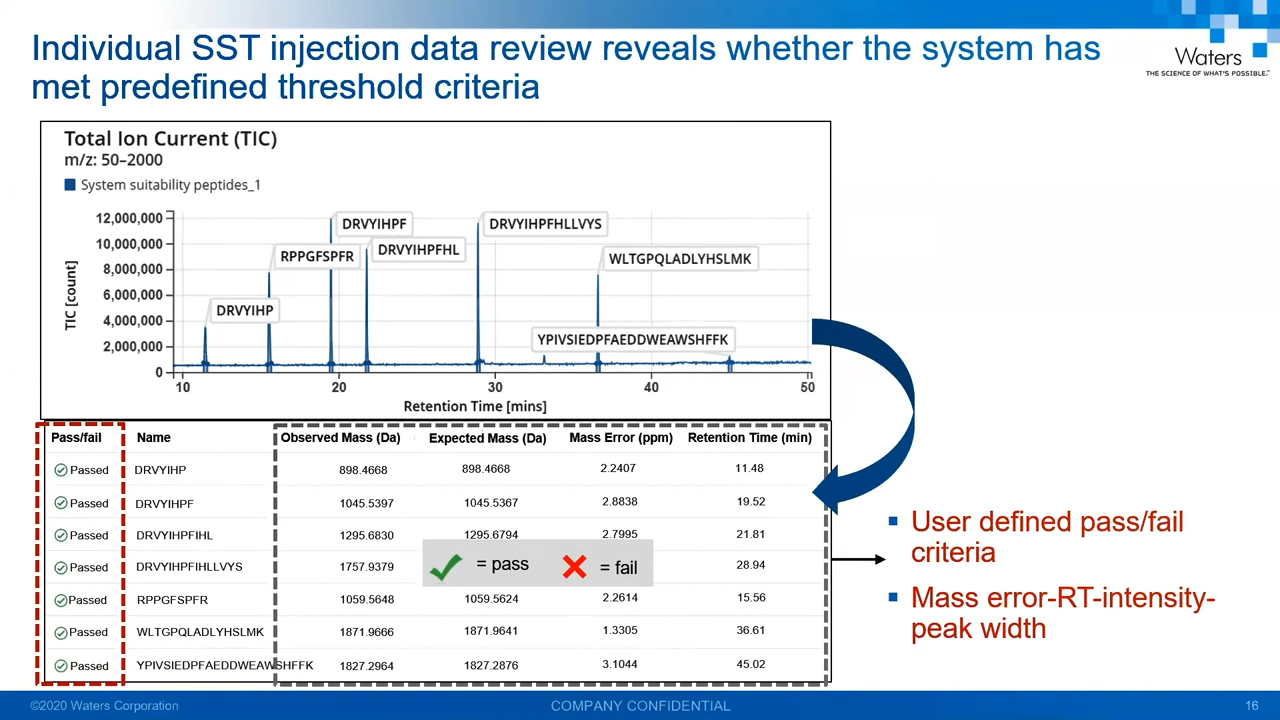 Individual SST injection data review reveals whether the system has
met predefined threshold criteria
Waters
THE SCIENCE OF WHAT'S POSSIBLE.™
Total Ion Current (TIC)
m/z: 50–2000
System suitability peptides_1
TIC [count]
12,000,000
10,000,000
8,000,000
6,000,000
4,000,000
2,000,000
0
DRVYIHP
RPPGFSPFR
DRVYIHPF
DRVYIHPFHL
DRVYIHPFHLLVYS
WLTGPQLADLYHSLMK
YPIVSIEDPFAEDDWEAWSHFFK
10 20 30 40 50
Retention Time [mins]
Pass/fail Name Observed Mass (Da) Expected Mass (Da) Mass Error (ppm) Retention Time (min)
Passed DRVYIHP 898.4668 898.4668 2.2407 11.48
Passed DRVYIHPF 1045.5397 1045.5367 2.8838 19.52
Passed DRVYIHPFIHL 1295.6830 1295.6794 2.7995 21.81
Passed DRVYIHPFIHLLVYS 1757.9379 28.94
= pass = fail
Passed RPPGFSPFR 1059.5648 1059.5624 2.2614 15.56
Passed WLTGPQLADLYHSLMK 1871.9666 1871.9641 1.3305 36.61
Passed YPIVSIEDPFAEDDWEAWSHFFK 1827.2964 1827.2876 3.1044 45.02
User defined pass/fail
criteria
Mass error-RT-intensity-
peak width
©2020 Waters Corporation
COMPANY CONFIDENTIAL
16